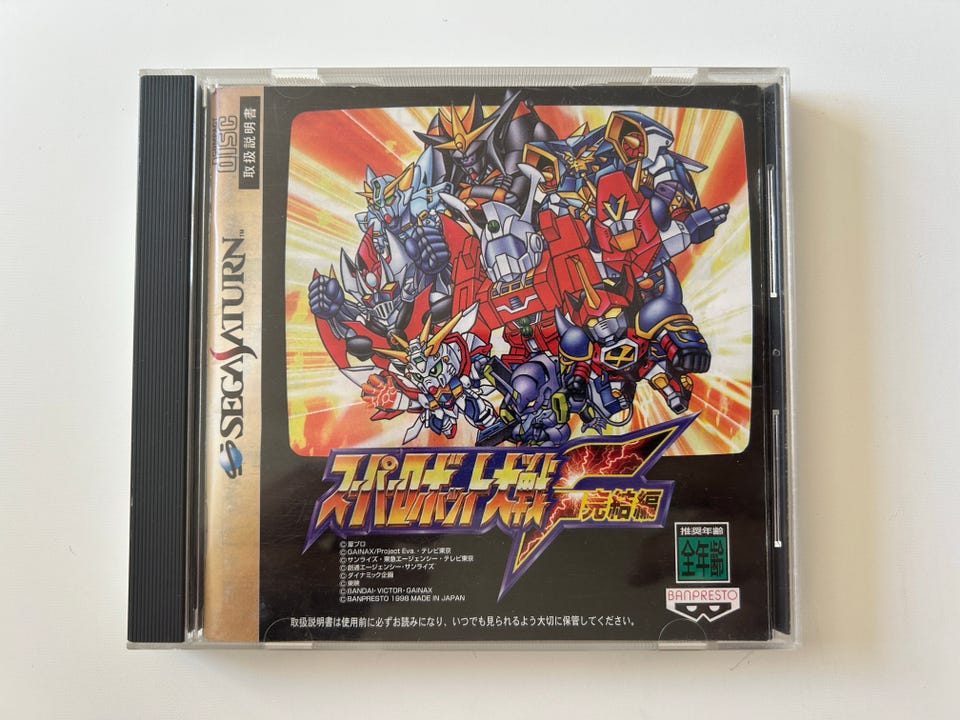 COMPACT
DISC
取扱説明書
SEGA SATURN™
V
LZ
スーパーロボット大戦F
完結編
©葦プロ
©GAINAX/Project Eva.・テレビ東京
©サンライズ・東急エージェンシー・テレビ東京
©創通エージェンシー・サンライズ
©ダイナミック企画
©東映
©BANDAI・VICTOR・GAINAX
©BANPRESTO 1998 MADE IN JAPAN
推奨年齢
全年齢
BANPRESTO
取扱説明書は使用前に必ずお読みになり、いつでも見られるよう大切に保管してください。